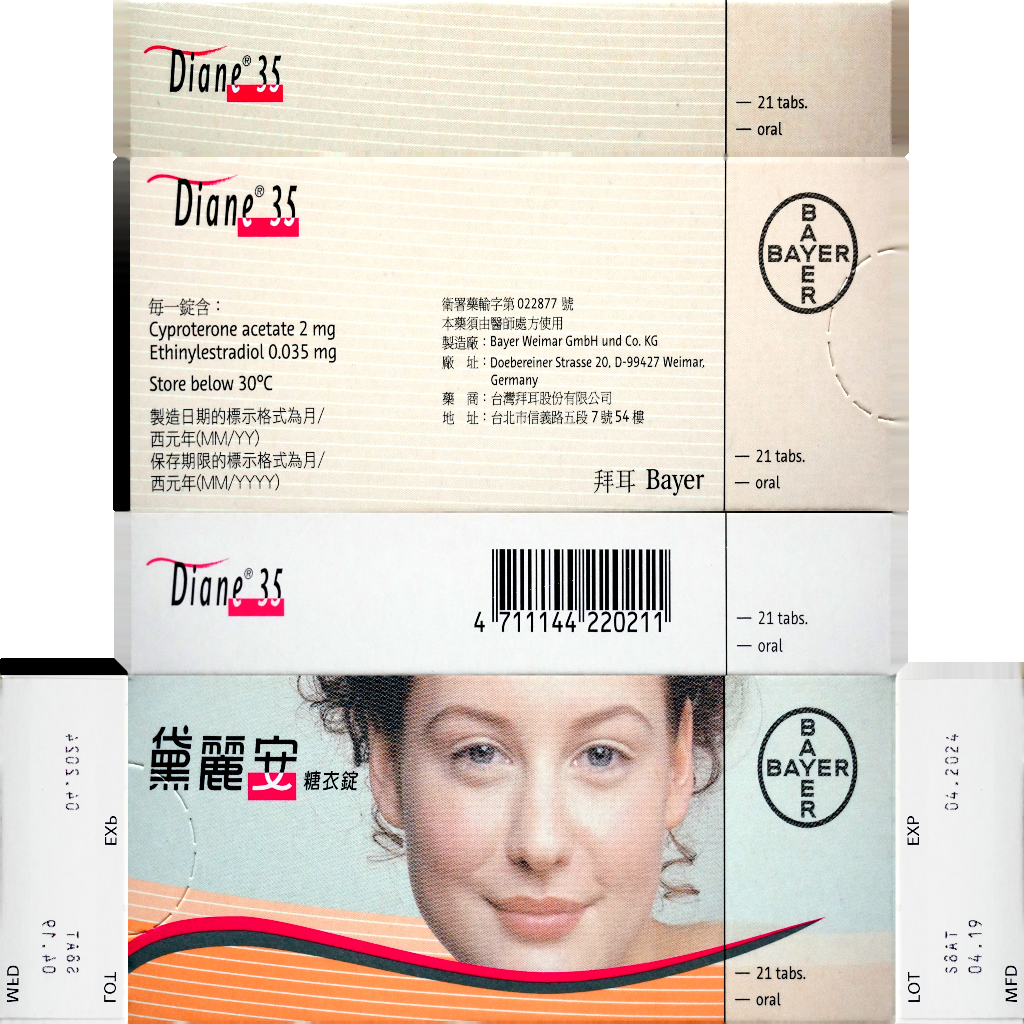 Diane® 35
— 21 tabs.
— oral
Diane® 35
BAYER
BAYER
每一錠含：
Cyproterone acetate 2 mg
Ethinylestradiol 0.035 mg
Store below 30°C
製造日期的標示格式為月/
西元年(MM/YY)
保存期限的標示格式為月/
西元年(MM/YYYY)
衛署藥輸字第 022877 號
本藥須由醫師處方使用
製造廠：Bayer Weimar GmbH und Co. KG
廠　址：Doebereiner Strasse 20, D-99427 Weimar,
Germany
藥　商：台灣拜耳股份有限公司
地　址：台北市信義路五段 7 號 54 樓
拜耳 Bayer
— 21 tabs.
— oral
Diane® 35
4 711144 220211
— 21 tabs.
— oral
黛麗安 糖衣錠
BAYER
BAYER
— 21 tabs.
— oral
EXP
04.2024
LOT
S8AT
04.19
MFD
EXP
04.2024
LOT
S8AT
04.19
MFD